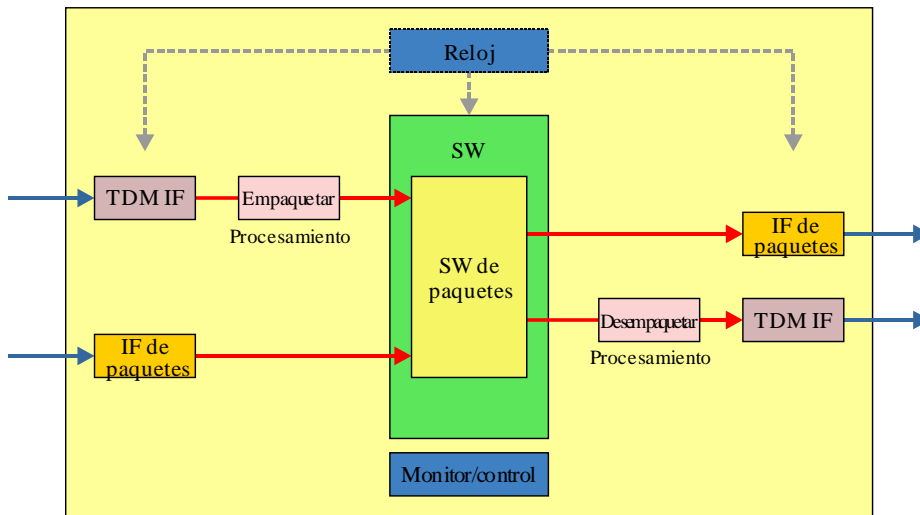 Reloj
SW
TDM IF
Empaquetar
Procesamiento
SW de
paquetes
IF de
paquetes
IF de
paquetes
Desempaquetar
Procesamiento
TDM IF
Monitor/control